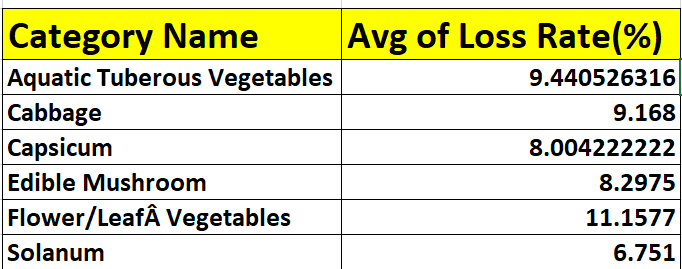 Category Name Avg of Loss Rate(%)
Aquatic Tuberous Vegetables 9.440526316
Cabbage 9.168
Capsicum 8.004222222
Edible Mushroom 8.2975
Flower/LeafÂ Vegetables 11.1577
Solanum 6.751